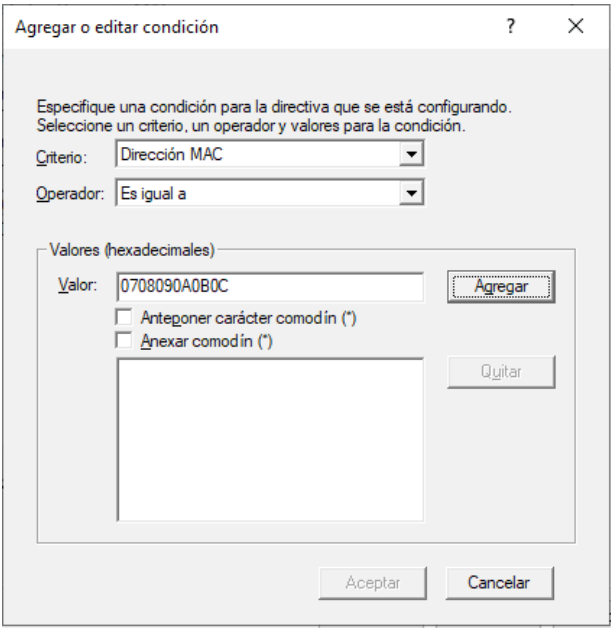 Agregar o editar condición
?
Especifique una condición para la directiva que se está configurando.
Seleccione un criterio, un operador y valores para la condición.
Criterio: Dirección MAC
Operador: Es igual a
Valores (hexadecimales)
Valor: 0708090A0B0C Agregar
Anteponer carácter comodín (*)
Anexar comodín (*)
Quitar
Aceptar Cancelar